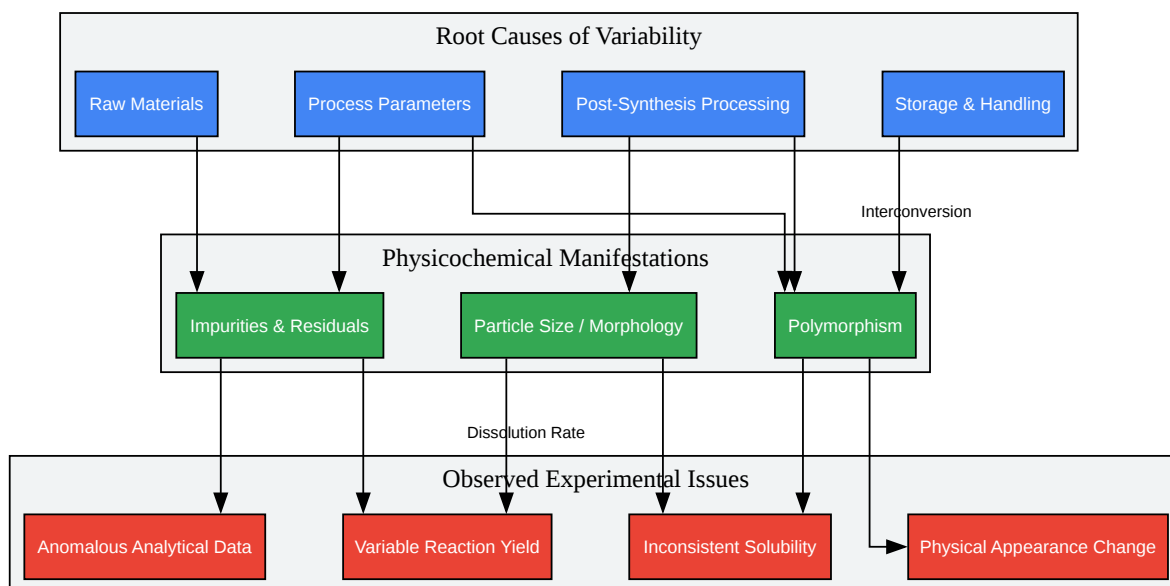 Root Causes of Variability
Raw Materials
Process Parameters
Post-Synthesis Processing
Storage & Handling
Interconversion
Physicochemical Manifestations
Impurities & Residuals
Particle Size / Morphology
Polymorphism
Dissolution Rate
Observed Experimental Issues
Anomalous Analytical Data
Variable Reaction Yield
Inconsistent Solubility
Physical Appearance Change